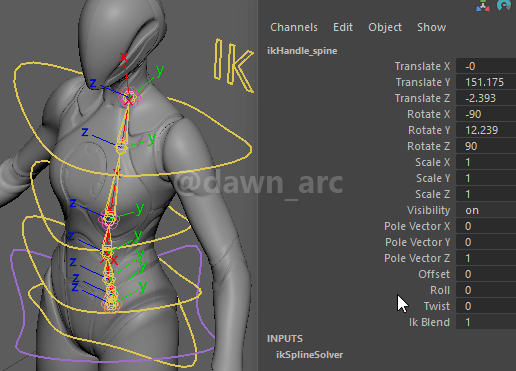 Channels Edit Object Show
ikHandle_spine
Translate X -0
Translate Y 151.175
Translate Z -2.393
Rotate X -90
Rotate Y 12.239
Rotate Z 90
Scale X 1
Scale Y 1
Scale Z 1
Visibility on
Pole Vector X 0
Pole Vector Y 0
Pole Vector Z 1
Offset 0
Roll 0
Twist 0
Ik Blend 1
INPUTS
ikSplineSolver
IK
@dawn_arc
x
y
z
y
z
y
z
x
y
z
y
z
z
y